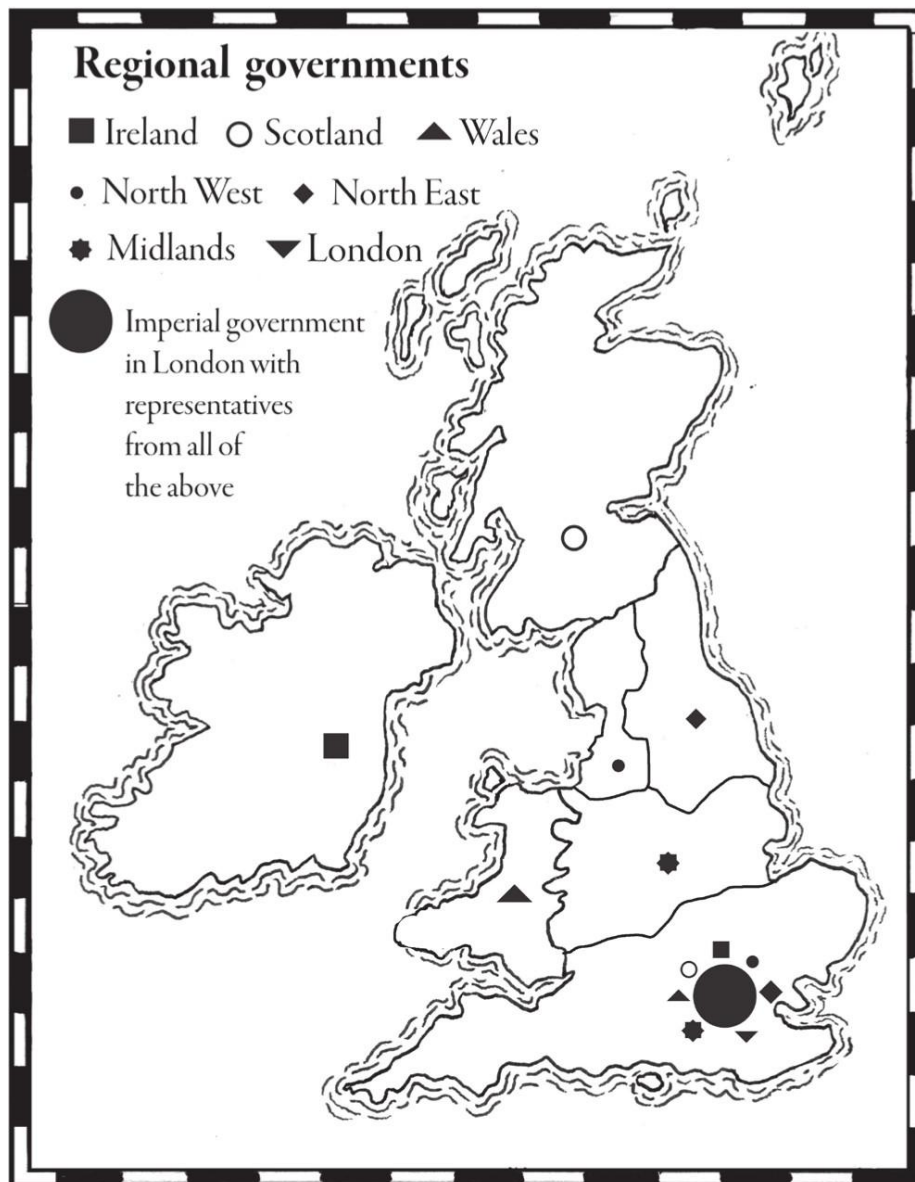 Regional governments
Ireland Scotland Wales
North West North East
Midlands London
Imperial government
in London with
representatives
from all of
the above